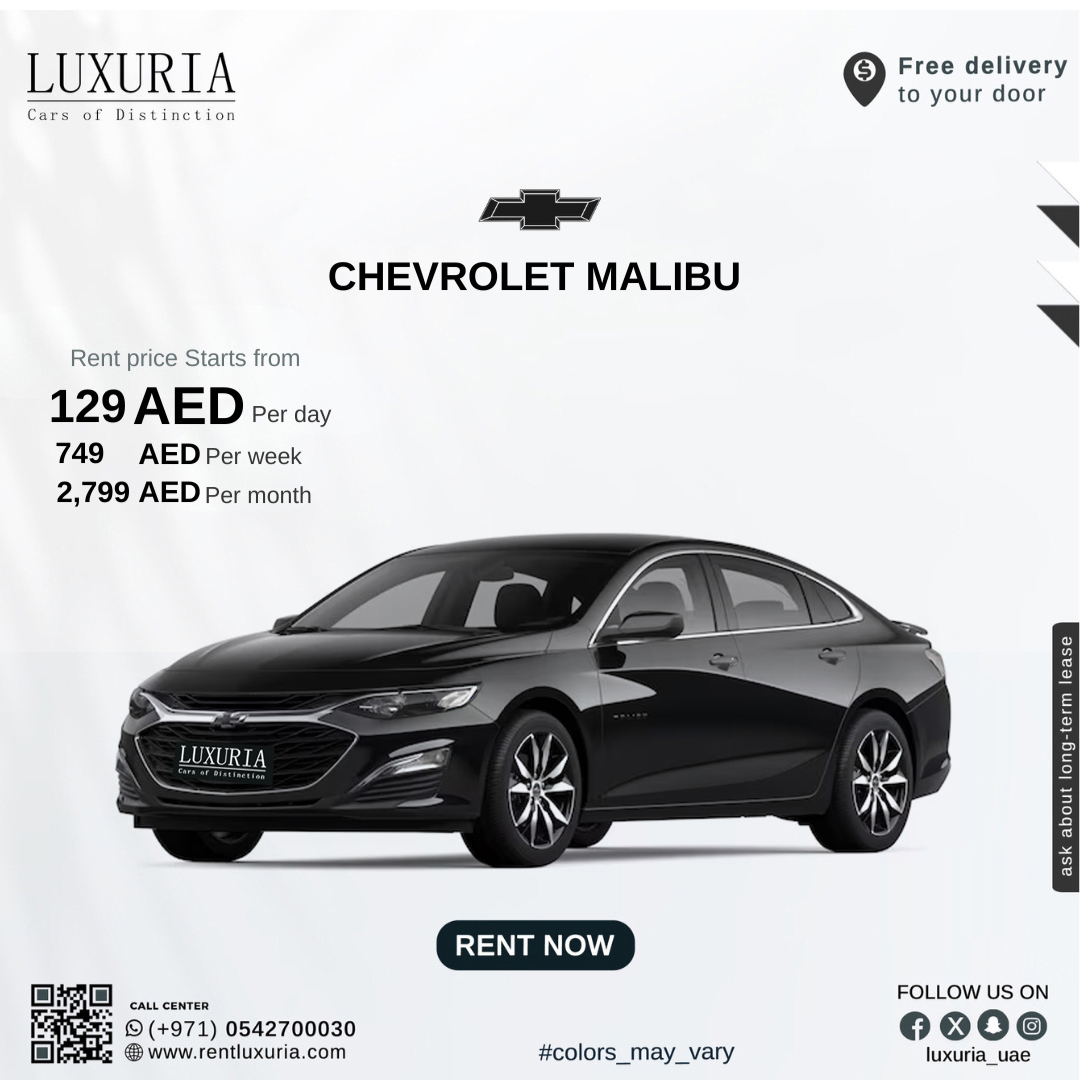 LUXURIA
Cars of Distinction
Free delivery
to your door
CHEVROLET MALIBU
Rent price Starts from
129 AED Per day
749 AED Per week
2,799 AED Per month
LUXURIA
Cars of Distinction
MALIBU
ask about long-term lease
RENT NOW
CALL CENTER
(+971) 0542700030
www.rentluxuria.com
#colors_may_vary
FOLLOW US ON
luxuria_uae